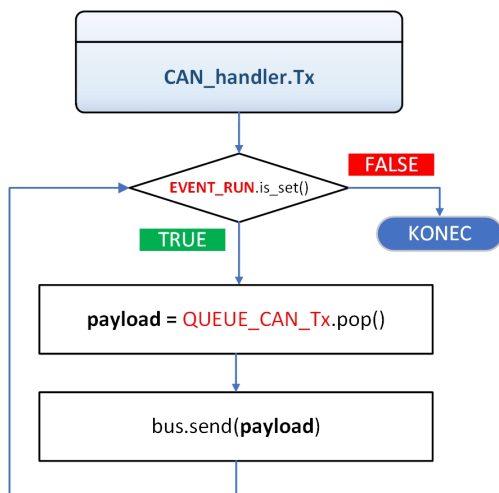 CAN_handler.Tx
EVENT_RUN.is_set()
FALSE
TRUE
KONEC
payload = QUEUE_CAN_Tx.pop()
bus.send(payload)